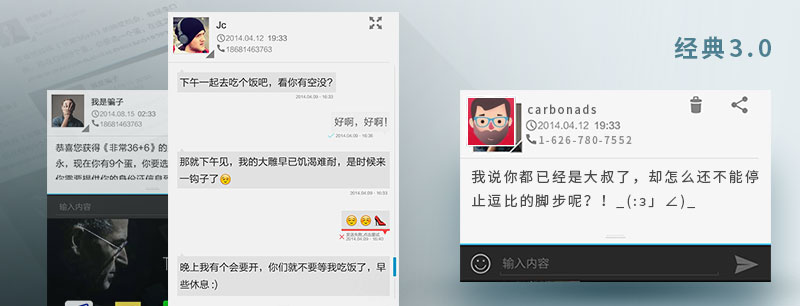 经典3.0
我是骗子
2014.08.15 02:33
18681463763
恭喜您获得《非常36+6》的
永，现在你有9个蛋，你要选
输入内容
Jc
2014.04.12 19:33
18681463763
下午一起去吃个饭吧，看你有空没?
2014.04.09 - 16:33
好啊，好啊!
2014.04.09 - 16:36
那就下午见，我的大雕早已饥渴难耐，是时候来
一钩子了😉
2014.04.09 - 16:53
😉😉👠
2014.04.09 - 16:40
晚上我有个会要开，你们就不要等我吃饭了，早
些休息 :)
carbonads
2014.04.12 19:33
1-626-780-7552
我说你都已经是大叔了，却怎么还不能停
止逗比的脚步呢？！_(:з」∠)_
输入内容